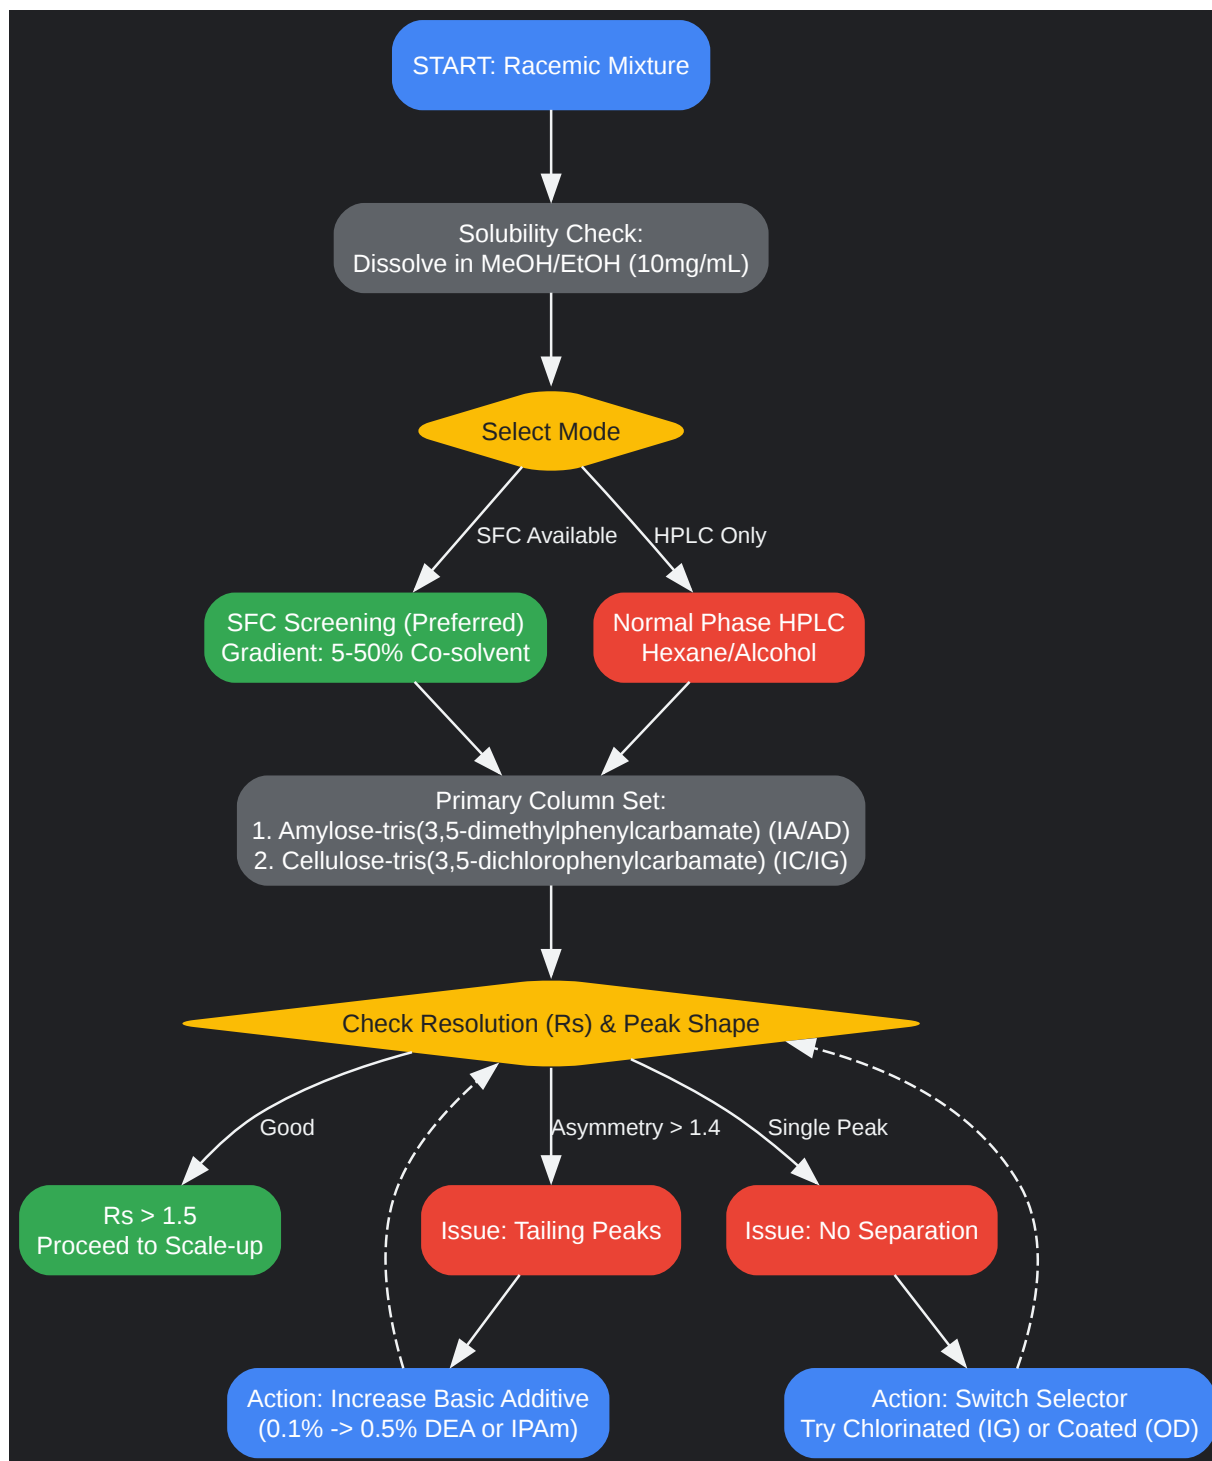 START: Racemic Mixture
Solubility Check:
Dissolve in MeOH/EtOH (10mg/mL)
Select Mode
SFC Available
HPLC Only
SFC Screening (Preferred)
Gradient: 5-50% Co-solvent
Normal Phase HPLC
Hexane/Alcohol
Primary Column Set:
1. Amylose-tris(3,5-dimethylphenylcarbamate) (IA/AD)
2. Cellulose-tris(3,5-dichlorophenylcarbamate) (IC/IG)
Check Resolution (Rs) & Peak Shape
Good
Asymmetry > 1.4
Single Peak
Rs > 1.5
Proceed to Scale-up
Issue: Tailing Peaks
Issue: No Separation
Action: Increase Basic Additive
(0.1% -> 0.5% DEA or IPAm)
Action: Switch Selector
Try Chlorinated (IG) or Coated (OD)